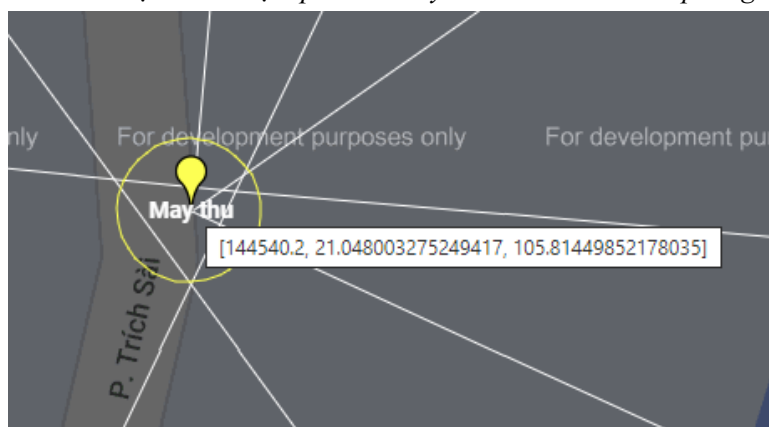 nly
For development purposes only
For development pu
May thu
[144540.2, 21.048003275249417, 105.81449852178035]
P. Trích Sài